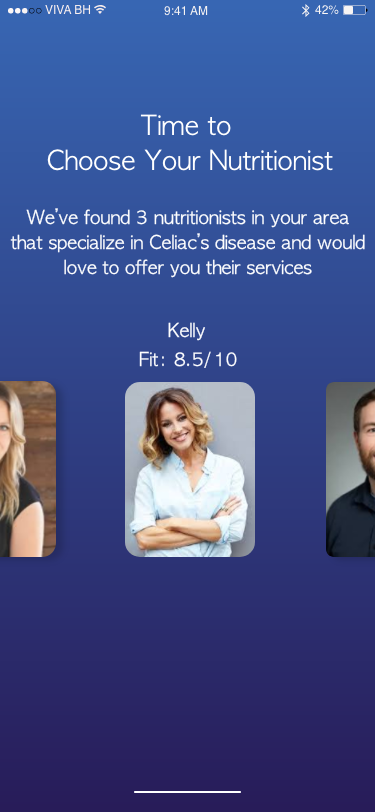 VIVA BH 9:41 AM 42%
Time to
Choose Your Nutritionist
We've found 3 nutritionists in your area
that specialize in Celiac's disease and would
love to offer you their services
Kelly
Fit: 8.5/10